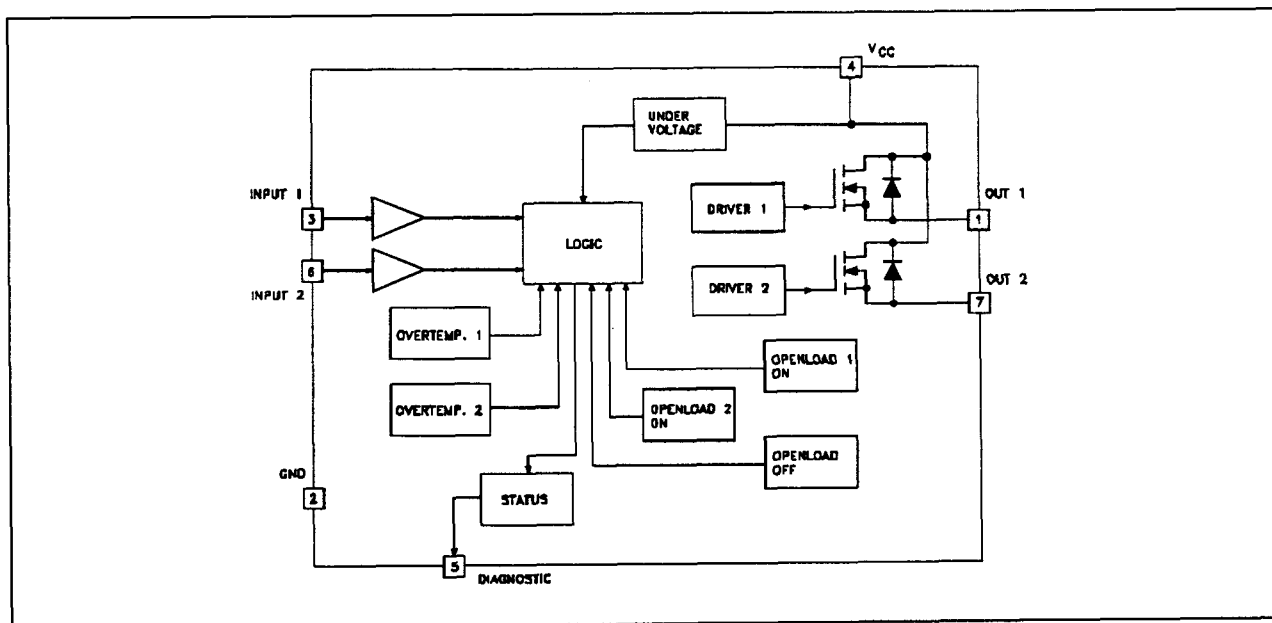 VCC
4
UNDER
VOLTAGE
INPUT 1
3
OUT 1
1
DRIVER 1
LOGIC
6
INPUT 2
DRIVER 2
OUT 2
7
OVERTEMP. 1
OPENLOAD 1
ON
OVERTEMP. 2
OPENLOAD 2
ON
OPENLOAD
OFF
GND
2
STATUS
5
DIAGNOSTIC